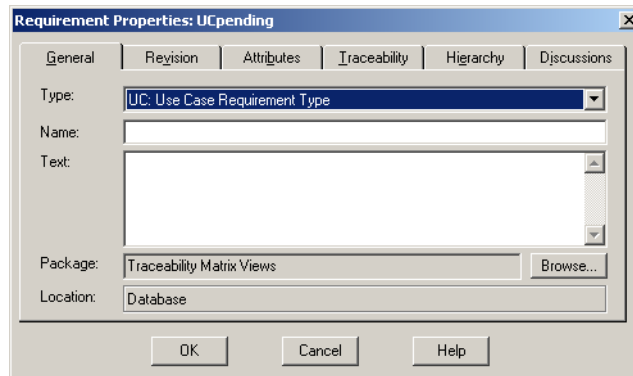 Requirement Properties: UCpending
General Revision Attributes Traceability Hierarchy Discussions
Type: UC: Use Case Requirement Type
Name:
Text:
Package: Traceability Matrix Views Browse...
Location: Database
OK Cancel Help